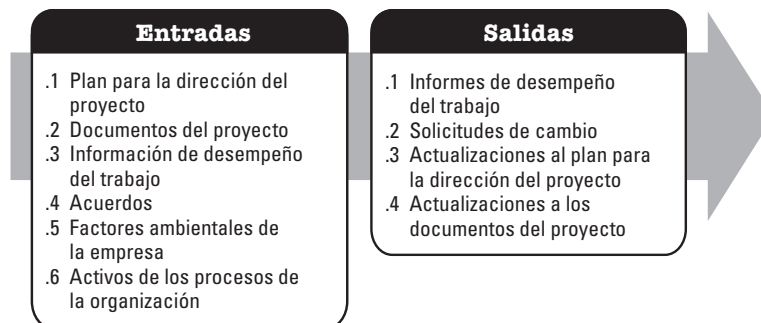 Entradas
.1 Plan para la dirección del
proyecto
.2 Documentos del proyecto
.3 Información de desempeño
del trabajo
.4 Acuerdos
.5 Factores ambientales de
la empresa
.6 Activos de los procesos de
la organización
Salidas
.1 Informes de desempeño
del trabajo
.2 Solicitudes de cambio
.3 Actualizaciones al plan para
la dirección del proyecto
.4 Actualizaciones a los
documentos del proyecto